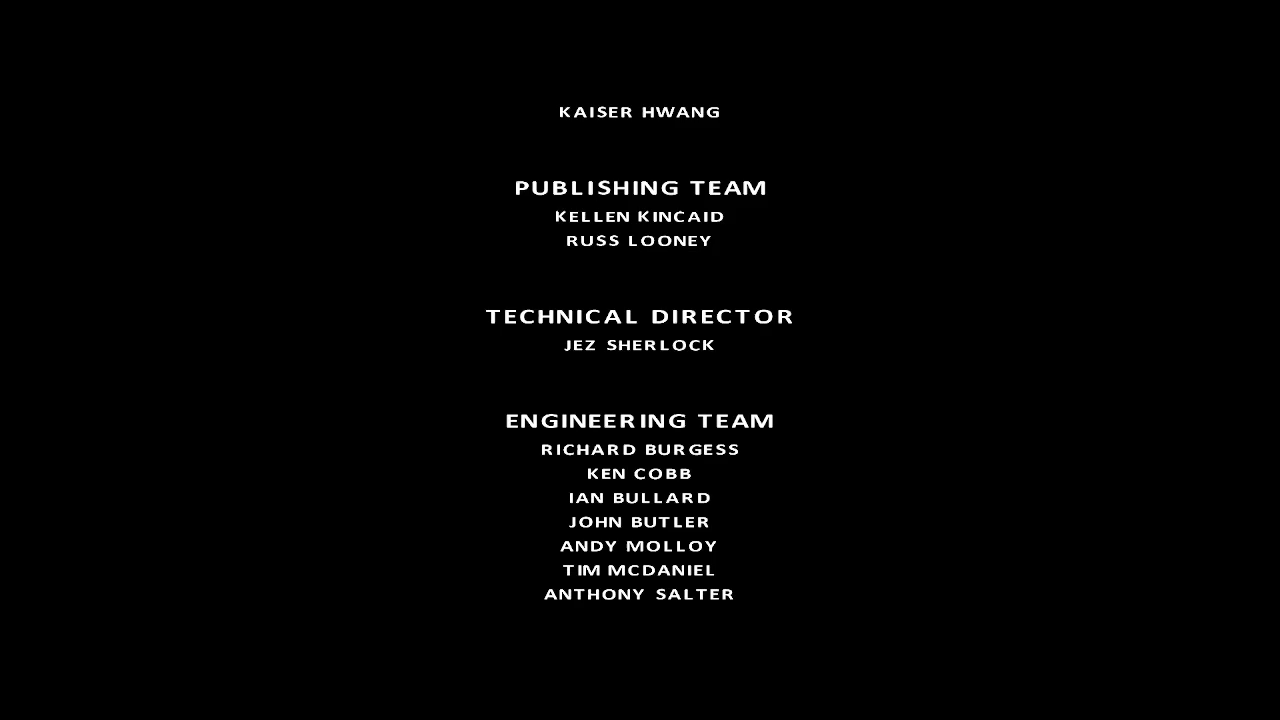 KAISER HWANG
PUBLISHING TEAM
KELLEN KINCAID
RUSS LOONEY
TECHNICAL DIRECTOR
JEZ SHERLOCK
ENGINEERING TEAM
RICHARD BURGESS
KEN COBB
IAN BULLARD
JOHN BUTLER
ANDY MOLLOY
TIM MCDANIEL
ANTHONY SALTER